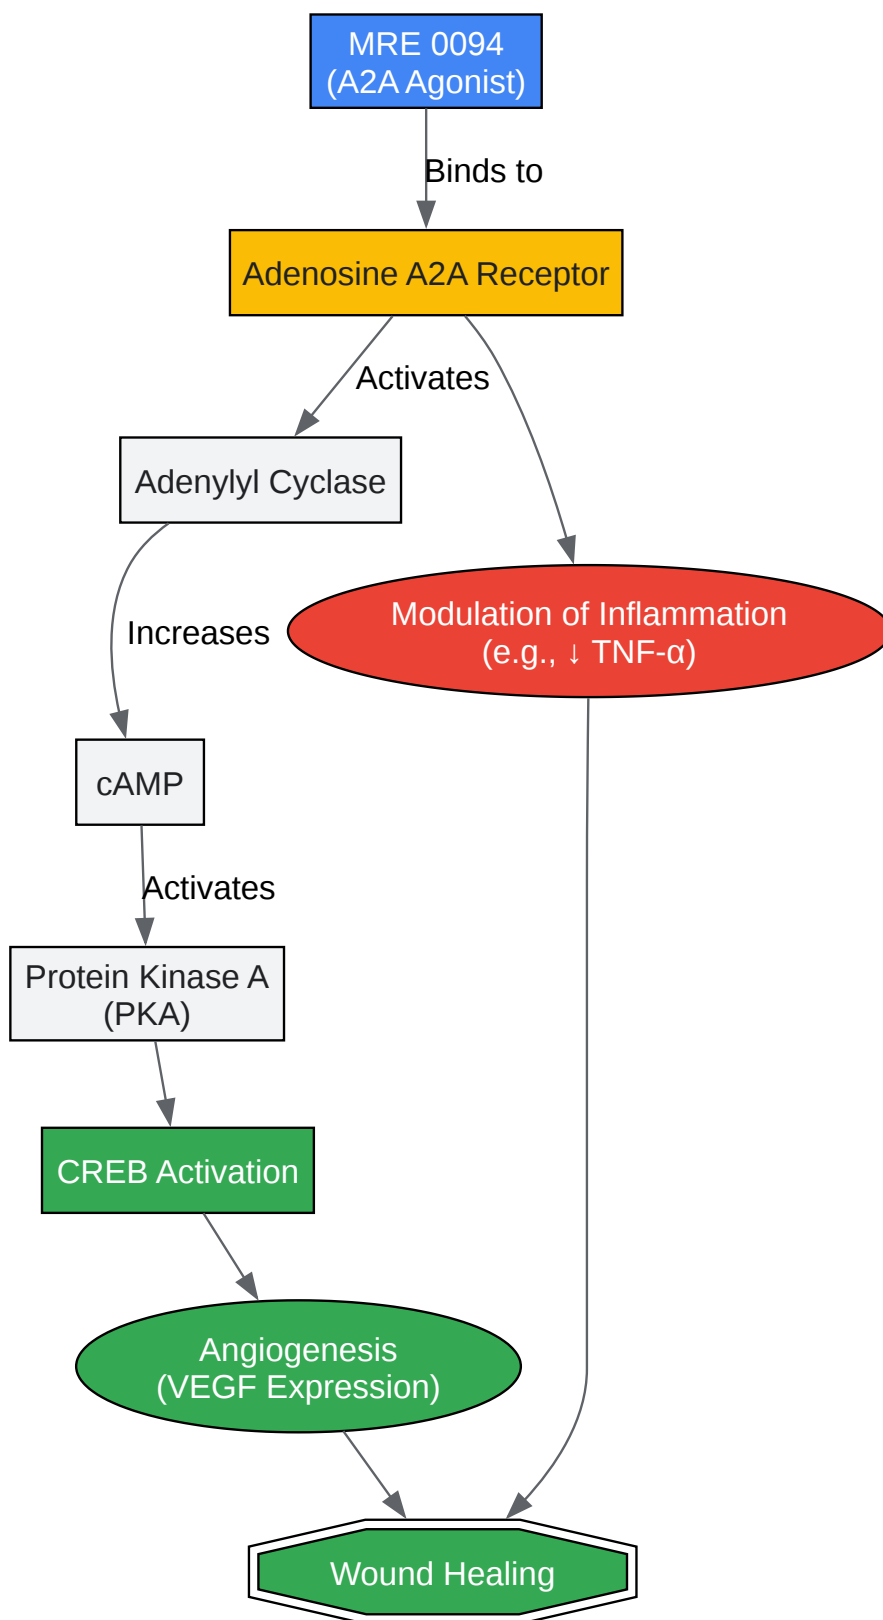 MRE 0094
(A2A Agonist)
Binds to
Adenosine A2A Receptor
Activates
Adenylyl Cyclase
Modulation of Inflammation
(e.g., ↓ TNF-α)
Increases
cAMP
Activates
Protein Kinase A
(PKA)
CREB Activation
Angiogenesis
(VEGF Expression)
Wound Healing